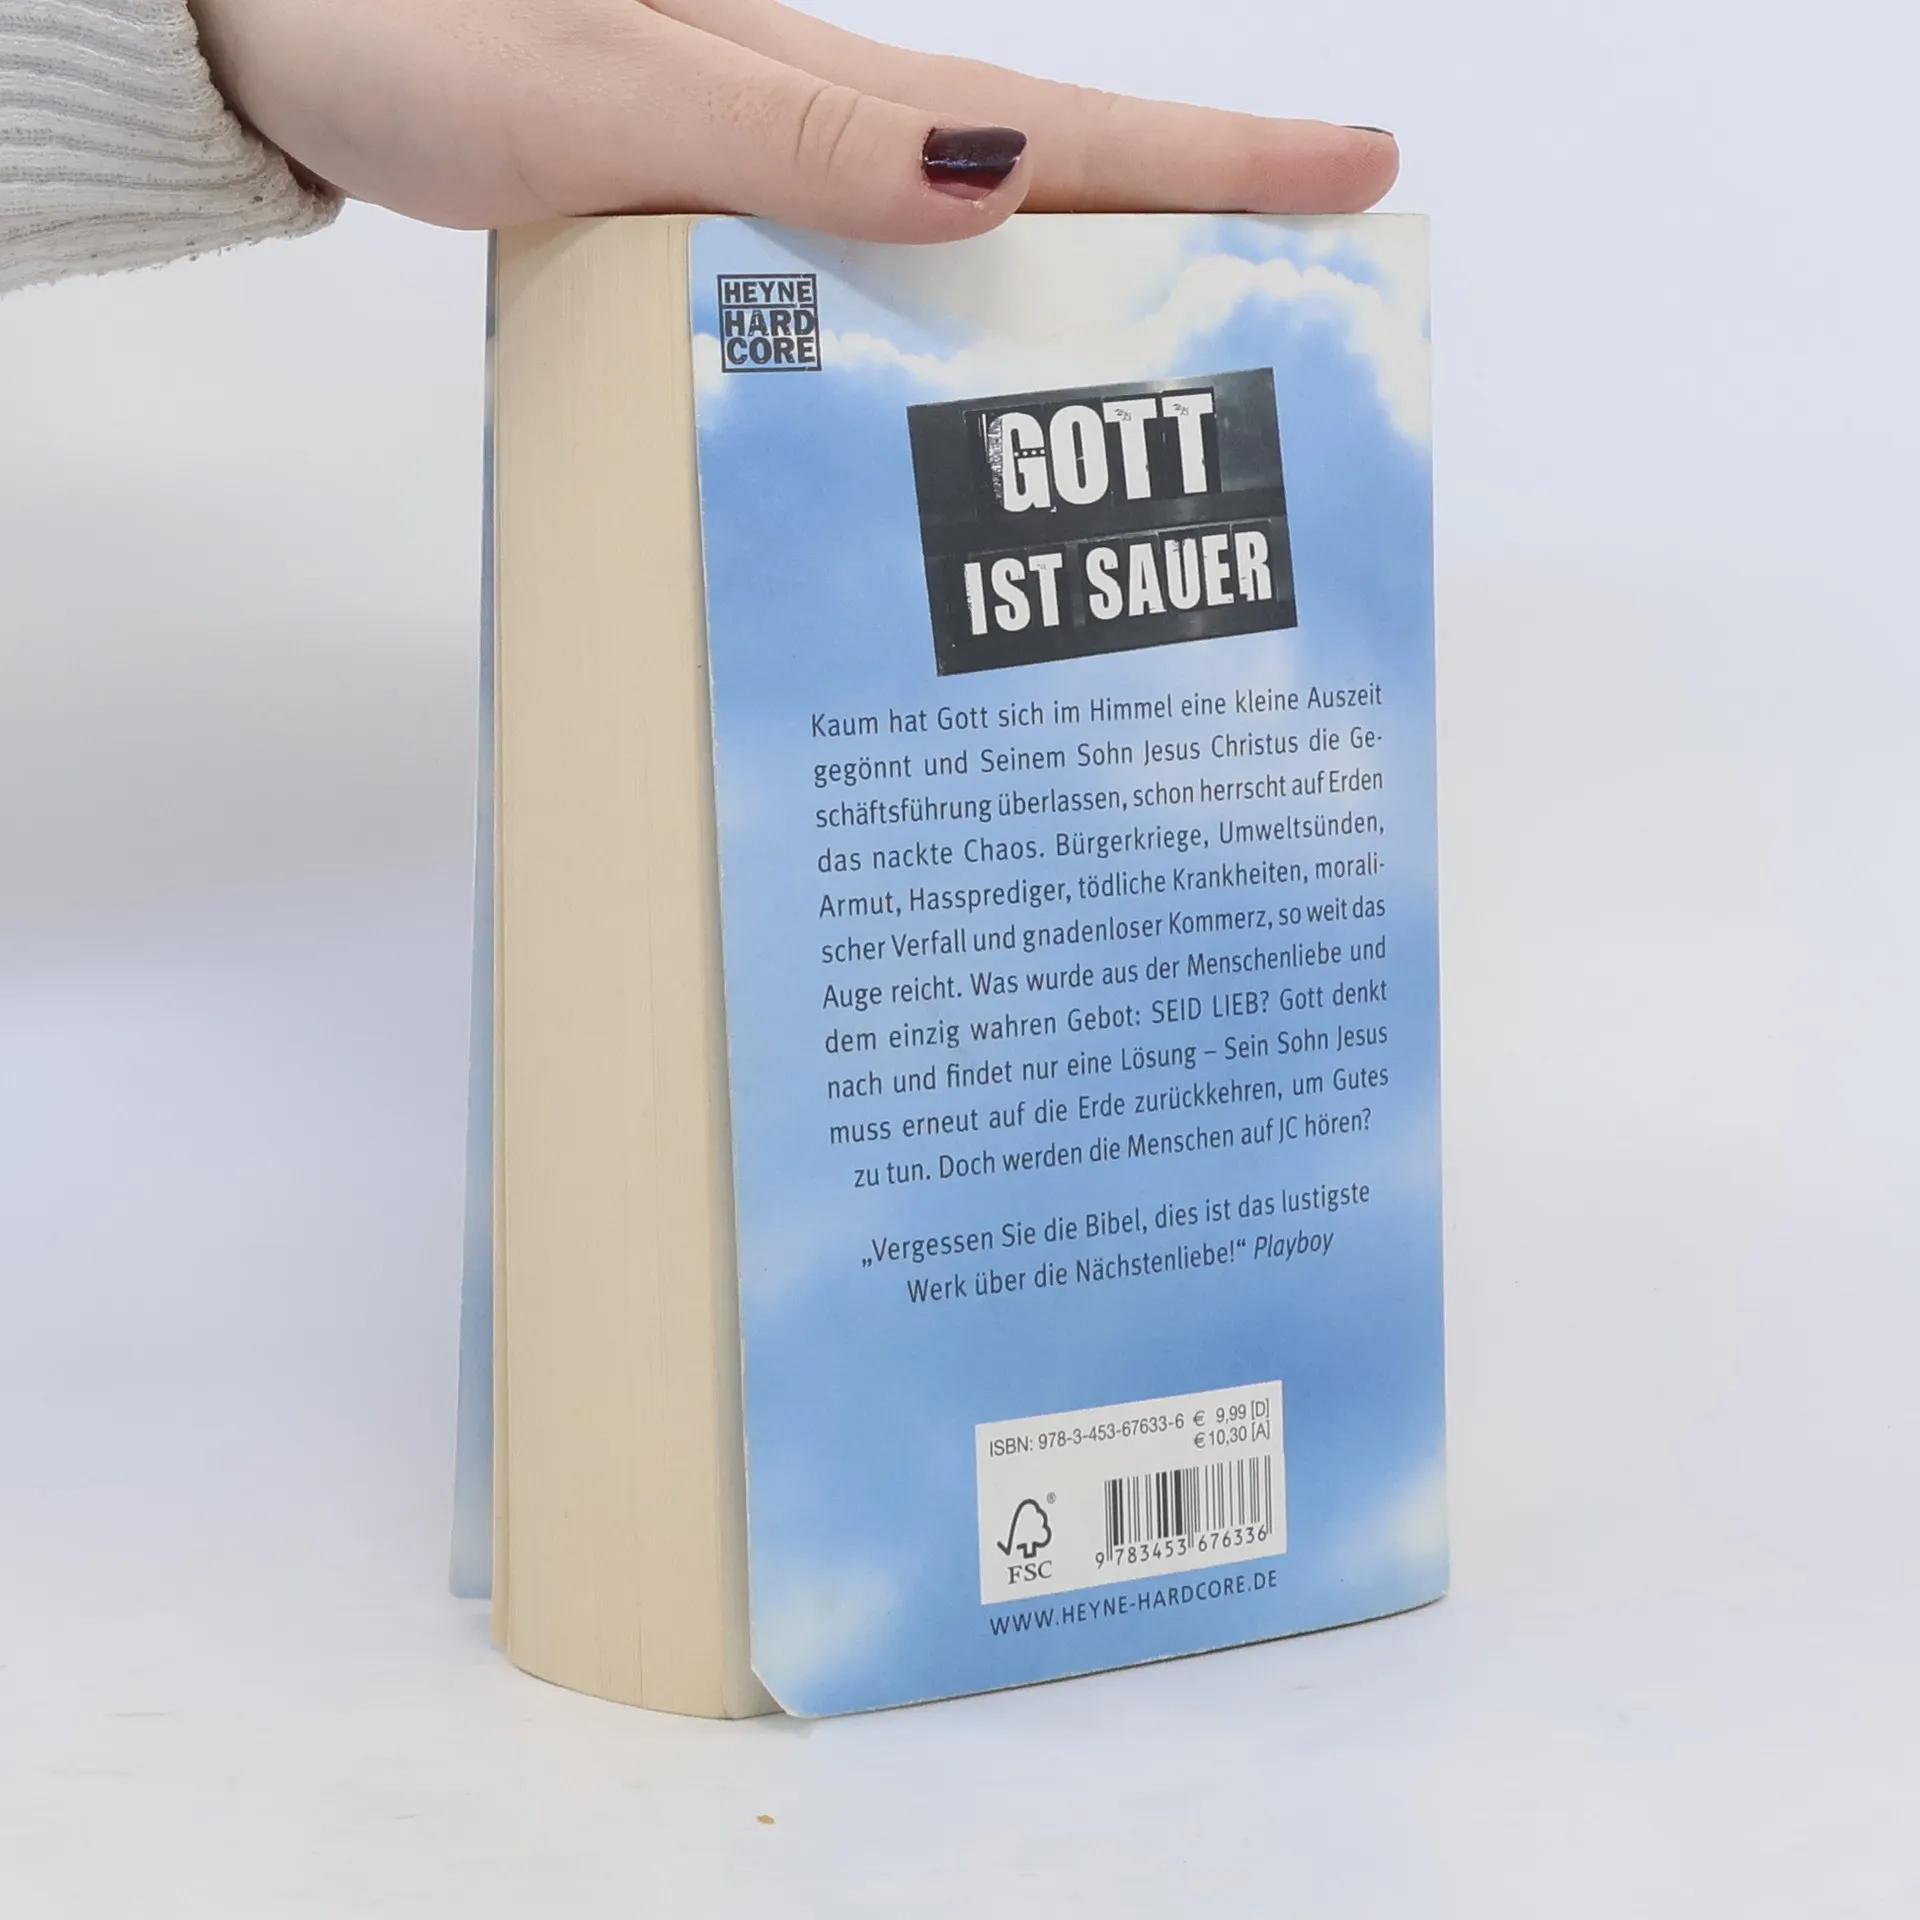 HEYNE
HARD
CORE
GOTT
IST SAUER
Kaum hat Gott sich im Himmel eine kleine Auszeit
gegönnt und Seinem Sohn Jesus Christus die Ge-
schäftsführung überlassen, schon herrscht auf Erden
das nackte Chaos. Bürgerkriege, Umweltsünden,
Armut, Hassprediger, tödliche Krankheiten, morali-
scher Verfall und gnadenloser Kommerz, so weit das
Auge reicht. Was wurde aus der Menschenliebe und
dem einzig wahren Gebot: SEID LIEB? Gott denkt
nach und findet nur eine Lösung – Sein Sohn Jesus
muss erneut auf die Erde zurückkehren, um Gutes
zu tun. Doch werden die Menschen auf JC hören?
„Vergessen Sie die Bibel, dies ist das lustigste
Werk über die Nächstenliebe!“ Playboy
ISBN: 978-3-453-67633-6 € 9,99 [D]
€ 10,30 [A]
FSC ®
9 783453 676336
WWW.HEYNE-HARDCORE.DE